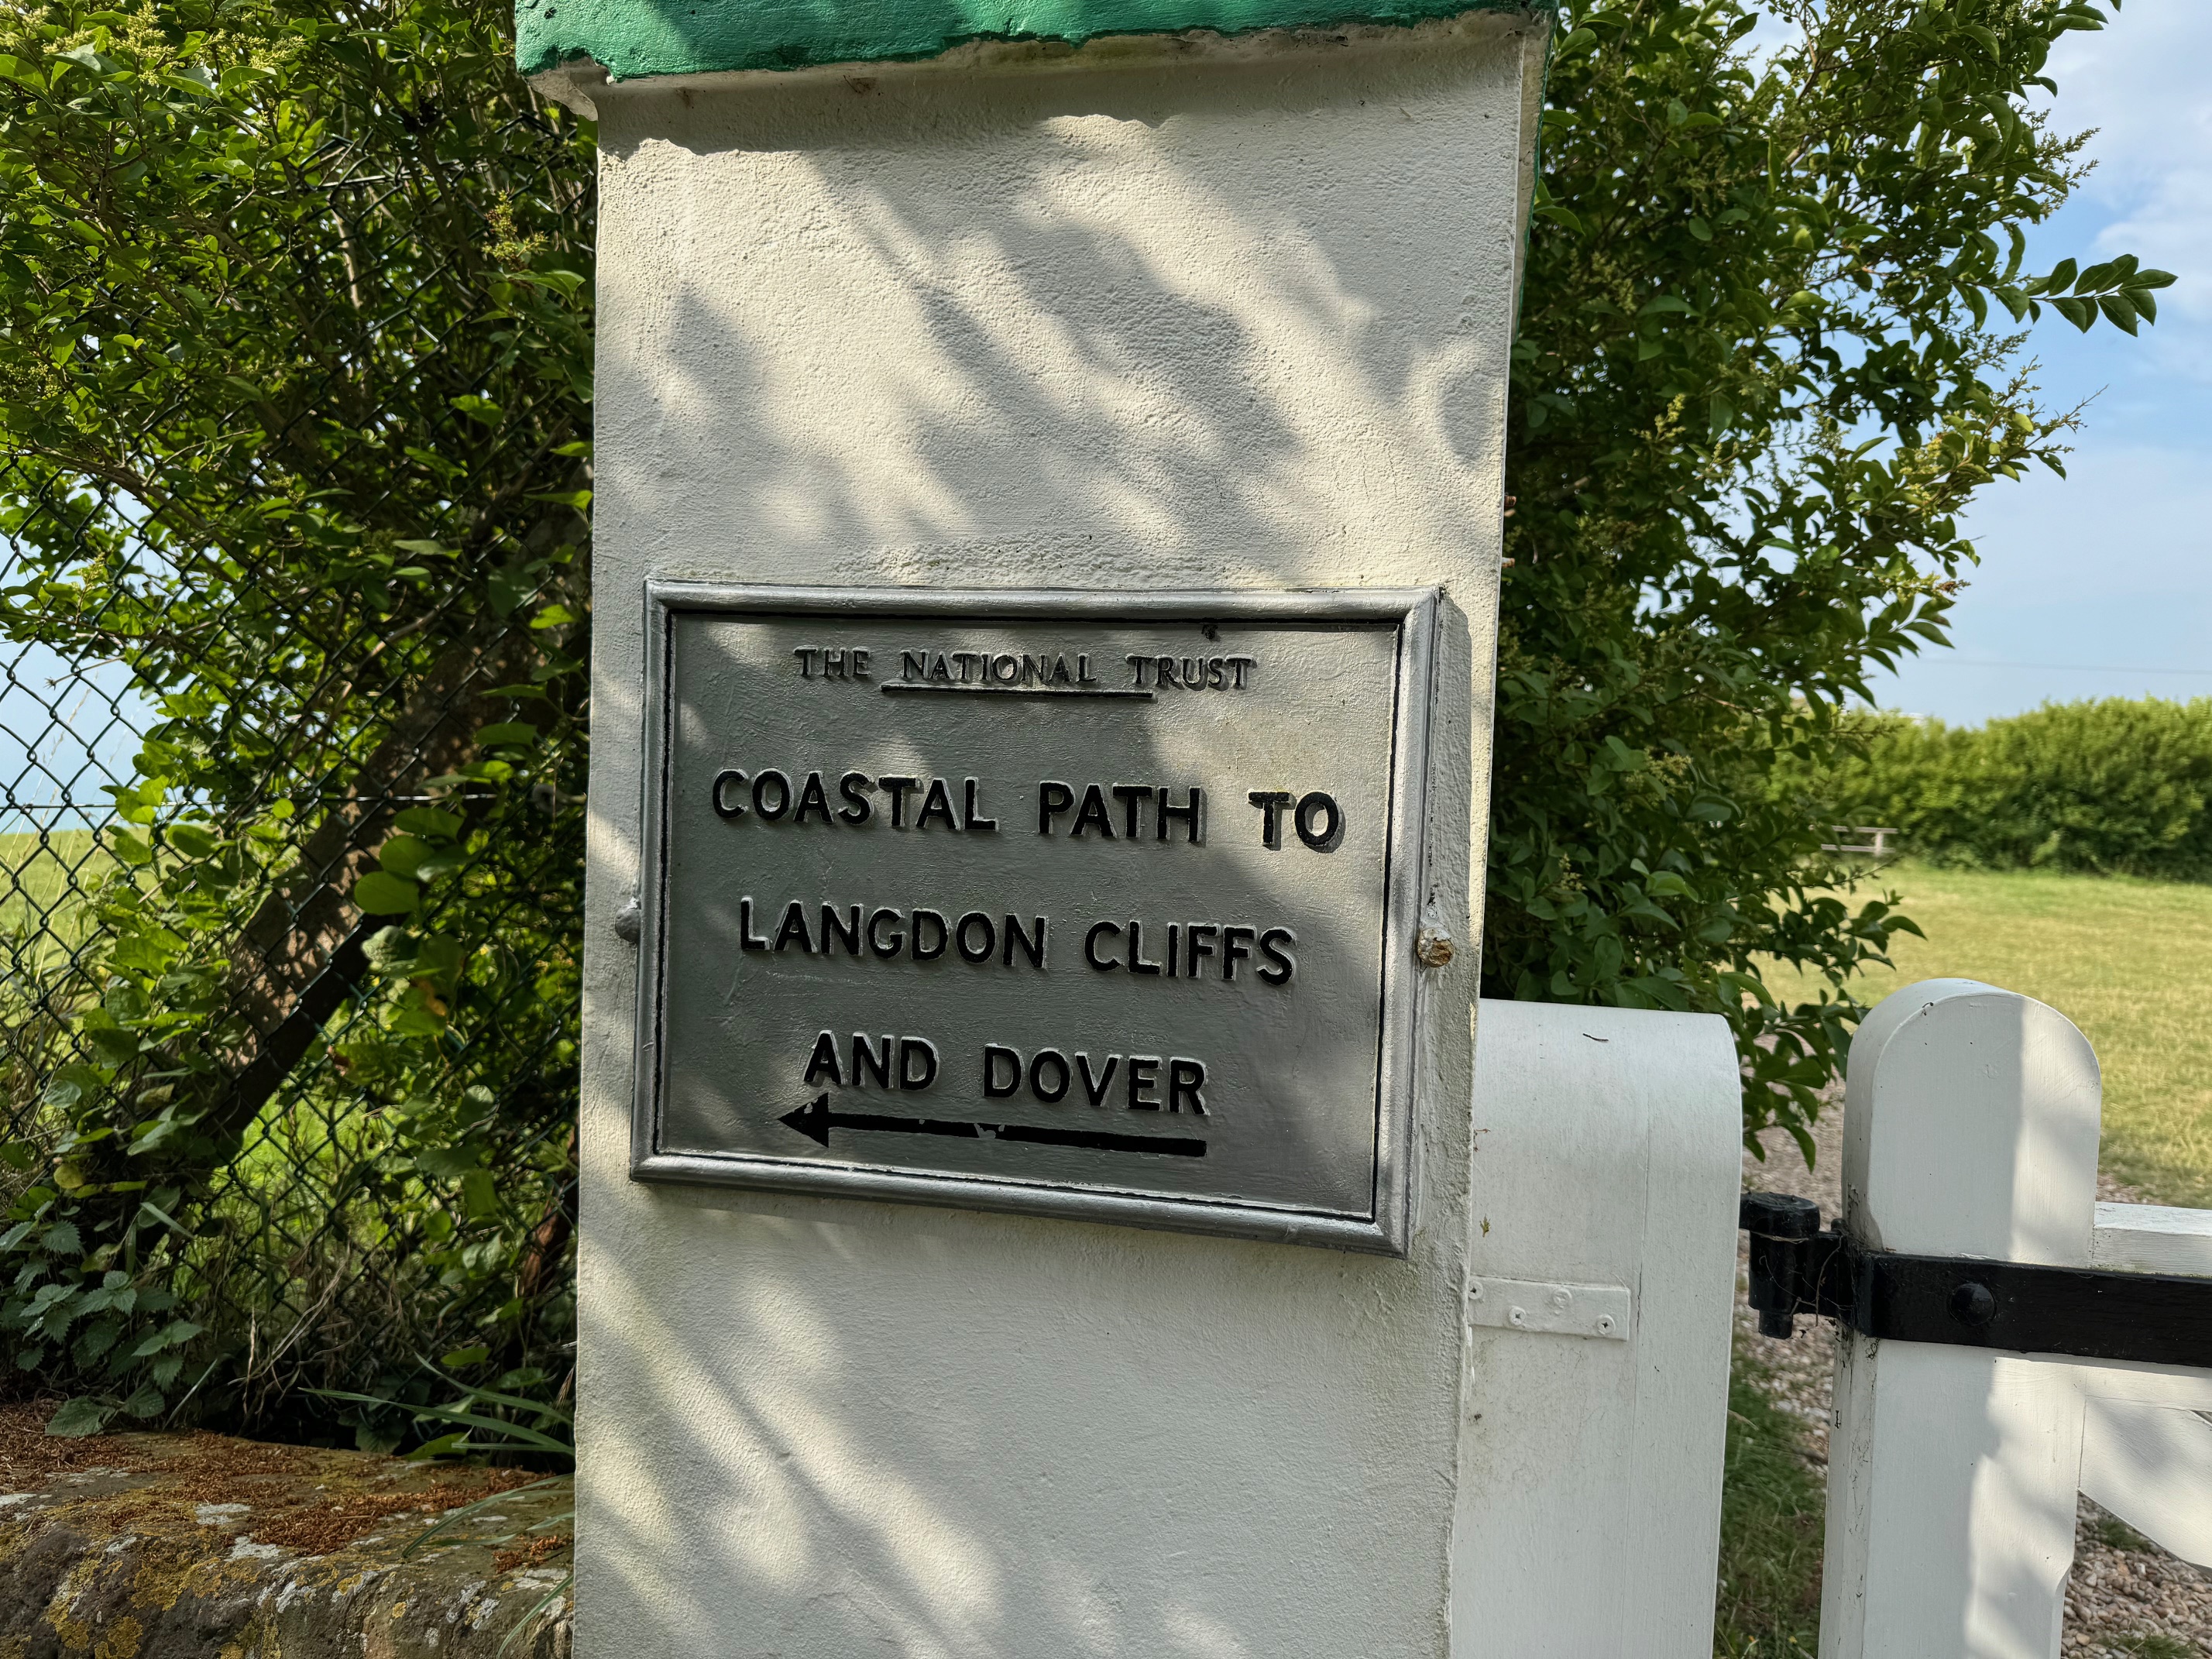 THE NATIONAL TRUST
COASTAL PATH TO
LANGDON CLIFFS
AND DOVER